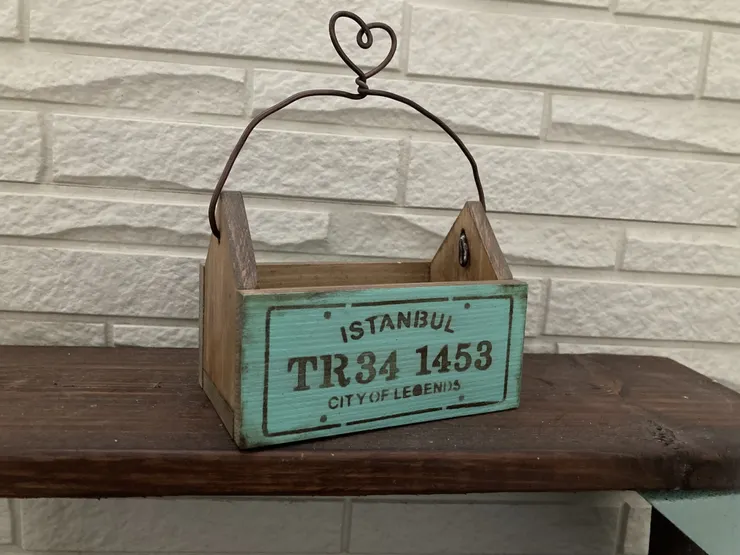 ISTANBUL
TR34 1453
CITY OF LEGENDS